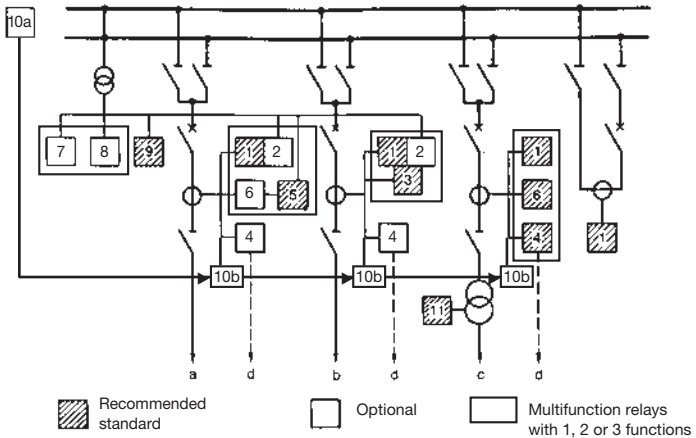 10a
7
8
9
1
2
6
5
4
10b
1
2
3
4
10b
1
6
4
10b
11
1
a
d
b
d
c
d
Recommended
standard
Optional
Multifunction relays
with 1, 2 or 3 functions